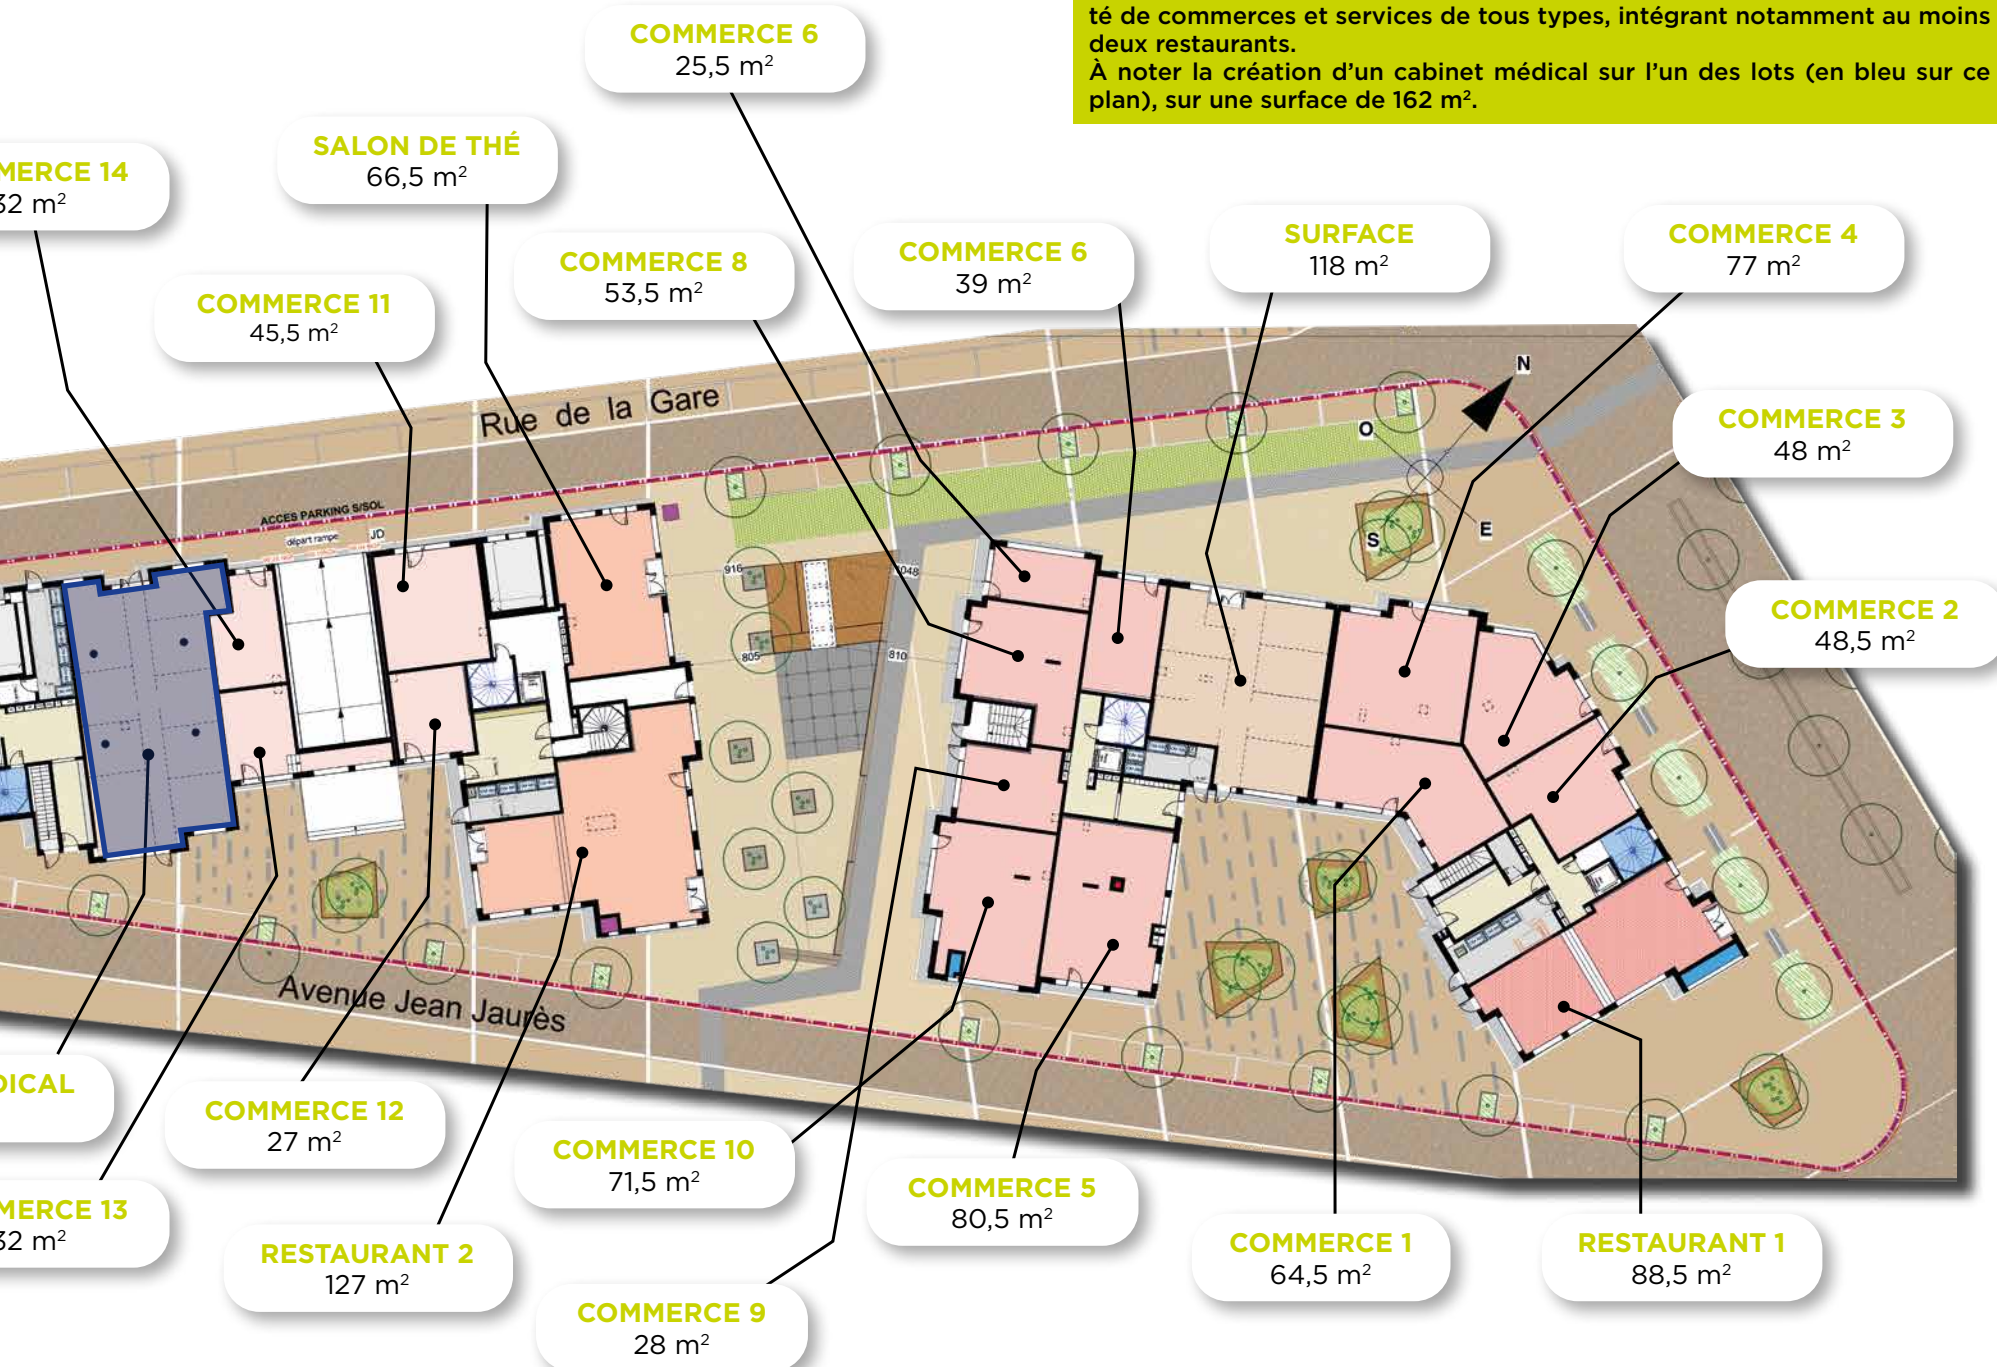 té de commerces et services de tous types, intégrant notamment au moins
deux restaurants.
À noter la création d'un cabinet médical sur l'un des lots (en bleu sur ce
plan), sur une surface de 162 m².
COMMERCE 6
25,5 m²
SALON DE THÉ
66,5 m²
MERCE 14
32 m²
COMMERCE 11
45,5 m²
COMMERCE 8
53,5 m²
COMMERCE 6
39 m²
SURFACE
118 m²
COMMERCE 4
77 m²
COMMERCE 3
48 m²
COMMERCE 2
48,5 m²
Rue de la Gare
ACCES PARKING S/SOL
départ rampe
JD
N
O
S
E
916
1048
805
810
Avenue Jean Jaurès
DICAL
COMMERCE 12
27 m²
MERCE 13
32 m²
RESTAURANT 2
127 m²
COMMERCE 10
71,5 m²
COMMERCE 9
28 m²
COMMERCE 5
80,5 m²
COMMERCE 1
64,5 m²
RESTAURANT 1
88,5 m²